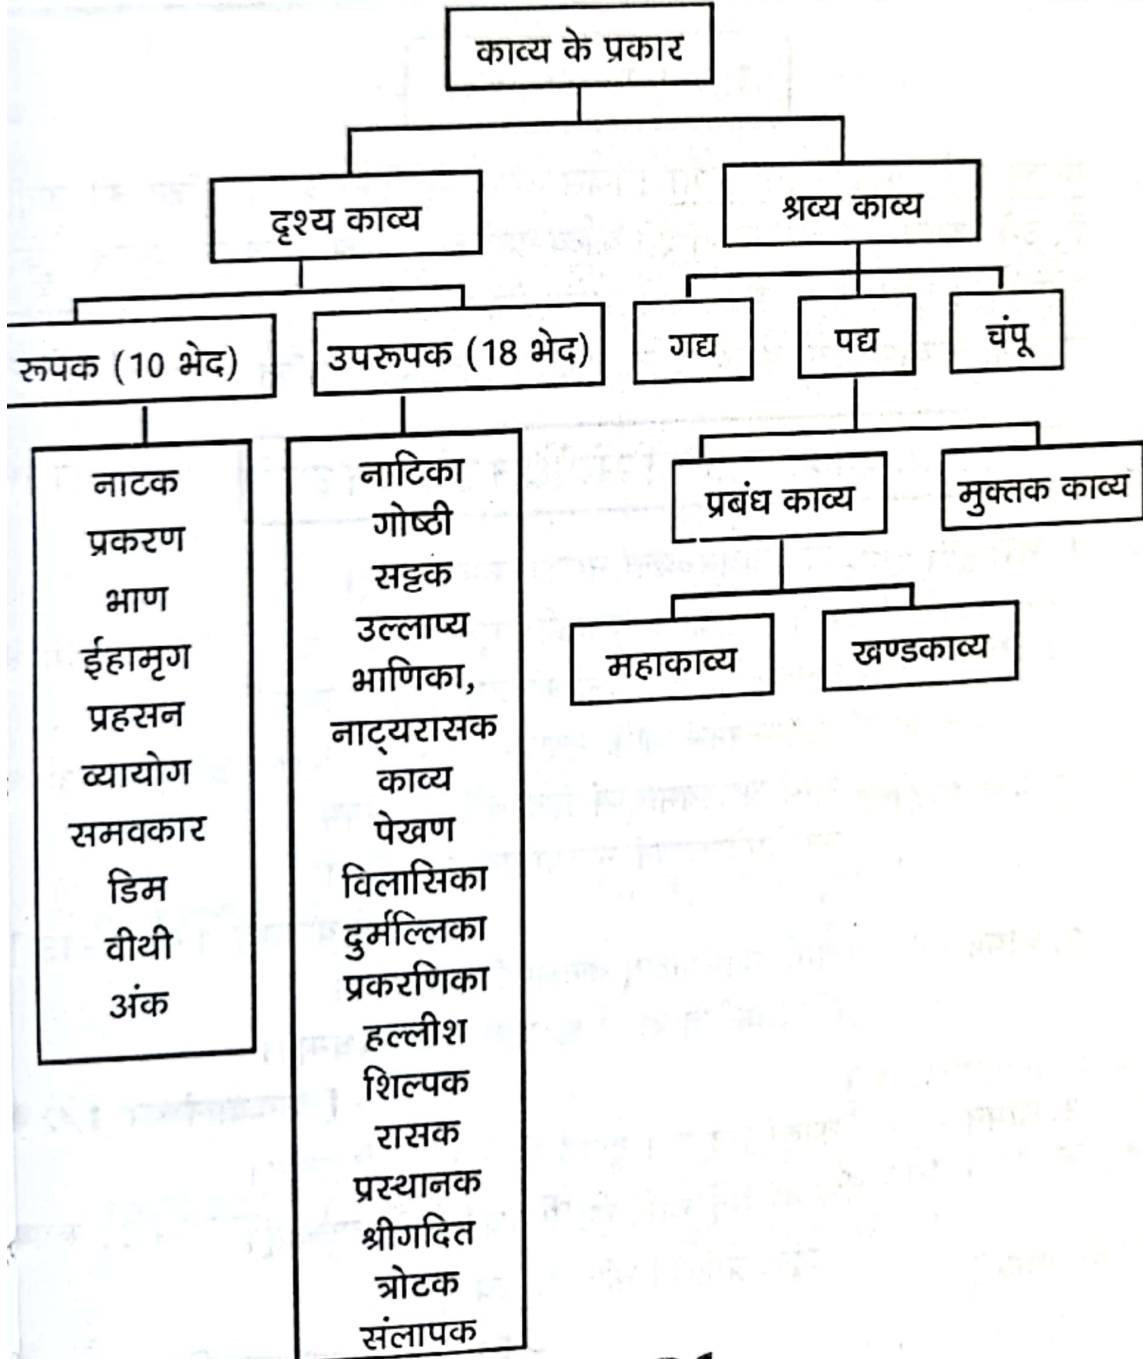 काव्य के प्रकार
दृश्य काव्य
श्रव्य काव्य
रूपक (10 भेद)
उपरूपक (18 भेद)
गद्य
पद्य
चंपू
नाटक
प्रकरण
भाण
ईहामृग
प्रहसन
व्यायोग
समवकार
डिम
वीथी
अंक
नाटिका
गोष्ठी
सट्टक
उल्लाप्य
भाणिका,
नाट्यरासक
काव्य
पेखण
विलासिका
दुर्मल्लिका
प्रकरणिका
हल्लीश
शिल्पक
रासक
प्रस्थानक
श्रीगदित
त्रोटक
संलापक
प्रबंध काव्य
मुक्तक काव्य
महाकाव्य
खण्डकाव्य